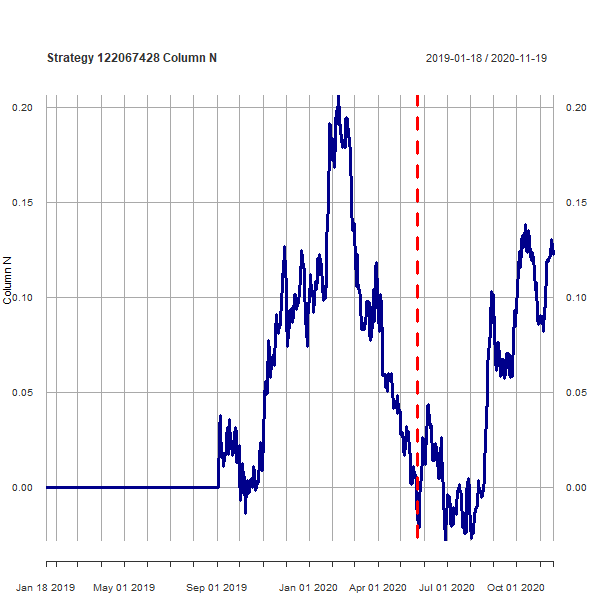 Strategy 122067428 Column N
2019-01-18 / 2020-11-19
0.20
0.20
0.15
0.15
0.10
0.10
0.05
0.05
0.00
0.00
Column N
Jan 18 2019
May 01 2019
Sep 01 2019
Jan 01 2020
Apr 01 2020
Jul 01 2020
Oct 01 2020